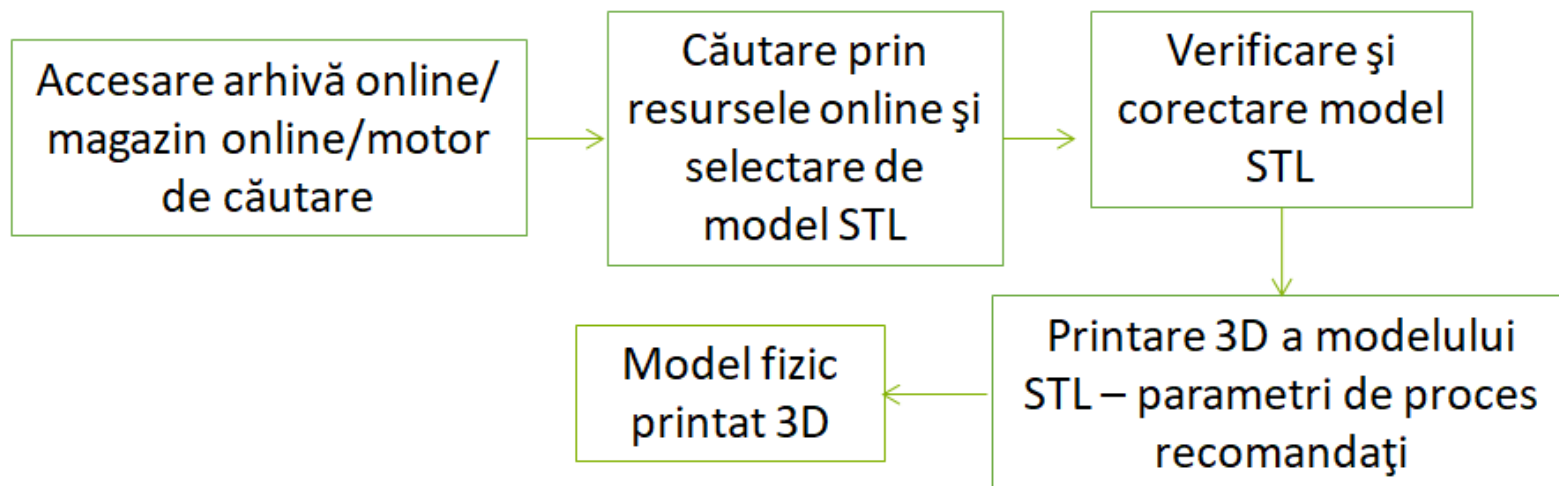 Accesare arhivă online/
magazin online/motor
de căutare
Căutare prin
resursele online şi
selectare de
model STL
Verificare şi
corectare model
STL
Printare 3D a modelului
STL – parametri de proces
recomandaţi
Model fizic
printat 3D